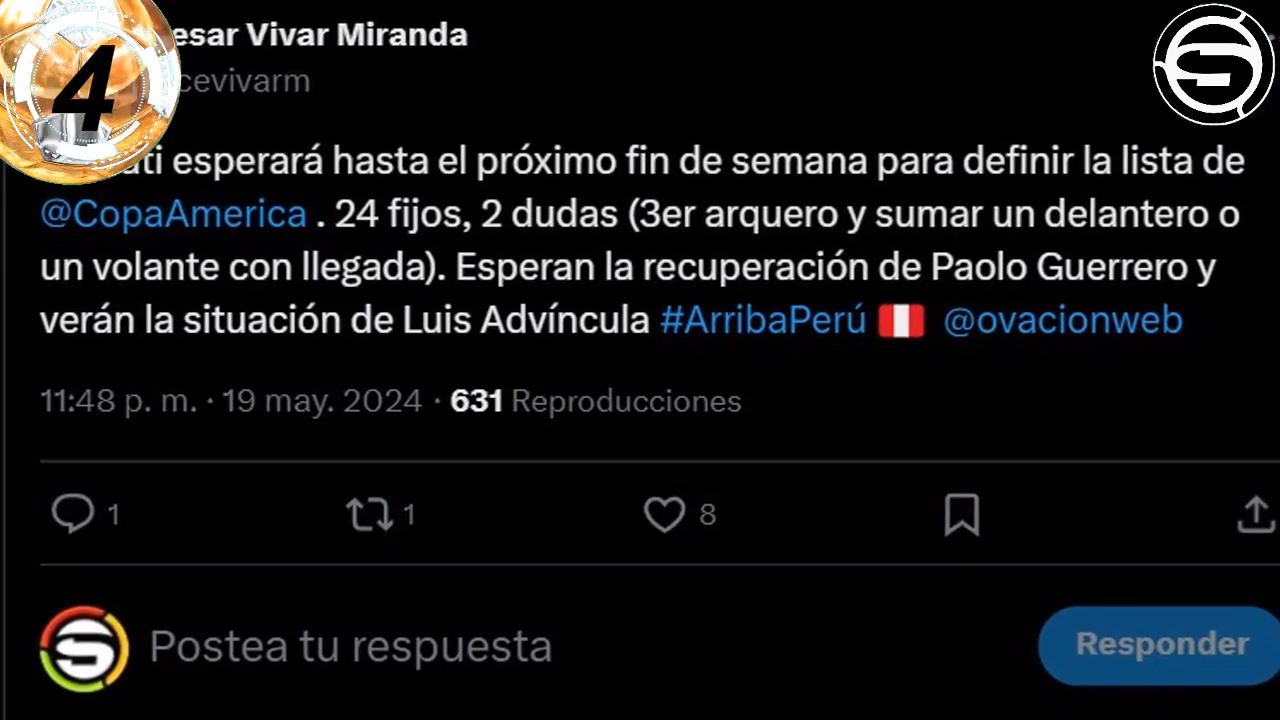 4
esar Vivar Miranda
cevivarm
ti esperará hasta el próximo fin de semana para definir la lista de
@CopaAmerica . 24 fijos, 2 dudas (3er arquero y sumar un delantero o
un volante con llegada). Esperan la recuperación de Paolo Guerrero y
verán la situación de Luis Advíncula #ArribaPerú 🇵🇪 @ovacionweb
11:48 p. m. · 19 may. 2024 · 631 Reproducciones
1 1 8
Postea tu respuesta
Responder